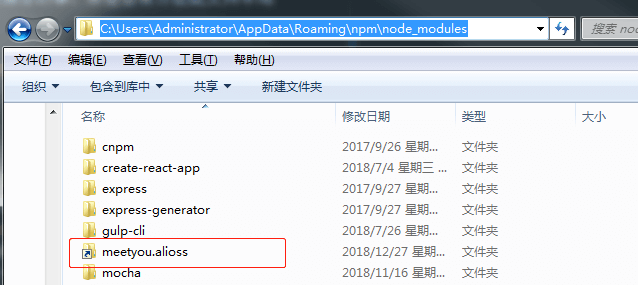 C:\Users\Administrator\AppData\Roaming\npm\node_modules
搜索 no
文件(F) 编辑(E) 查看(V) 工具(T) 帮助(H)
组织 包含到库中 共享 新建文件夹
名称 修改日期 类型 大小
cnpm 2017/9/26 星期... 文件夹
create-react-app 2018/7/4 星期三 ... 文件夹
express 2017/9/27 星期... 文件夹
express-generator 2017/9/27 星期... 文件夹
gulp-cli 2018/7/26 星期... 文件夹
meetyou.alioss 2018/12/27 星期... 文件夹
mocha 2018/11/16 星期... 文件夹